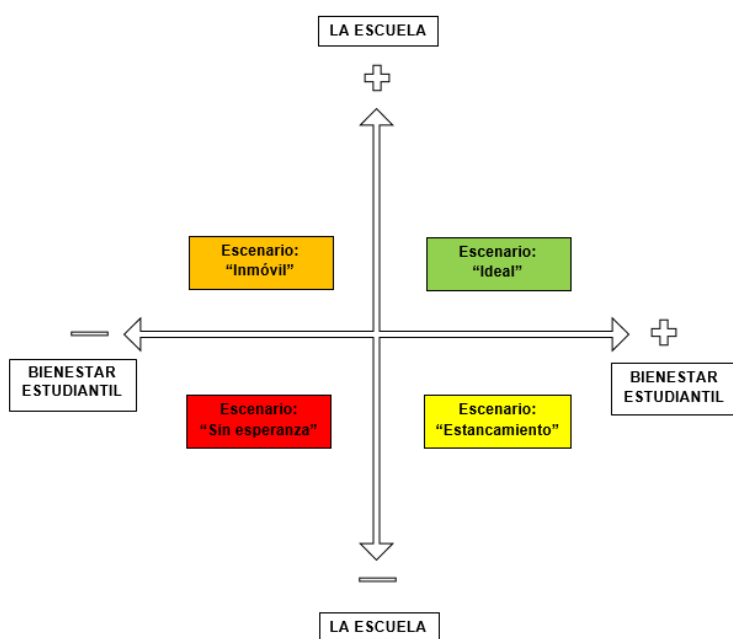 LA ESCUELA
Escenario:
“Inmóvil”
Escenario:
“Ideal”
BIENESTAR
ESTUDIANTIL
BIENESTAR
ESTUDIANTIL
Escenario:
“Sin esperanza”
Escenario:
“Estancamiento”
LA ESCUELA